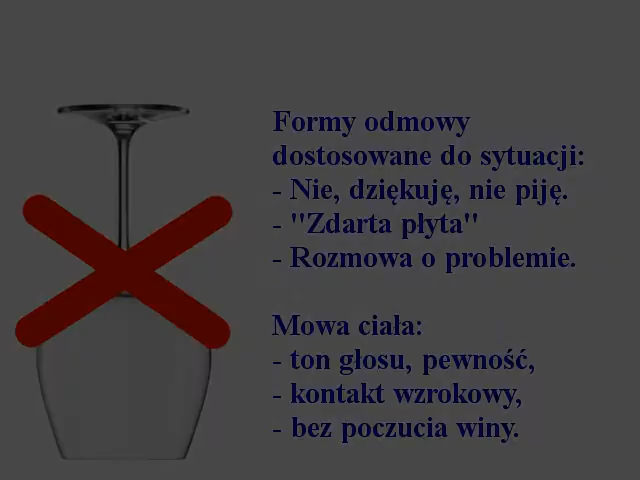 Formy odmowy
dostosowane do sytuacji:
- Nie, dziękuję, nie piję.
- "Zdarta płyta"
- Rozmowa o problemie.
Mowa ciała:
- ton głosu, pewność,
- kontakt wzrokowy,
- bez poczucia winy.